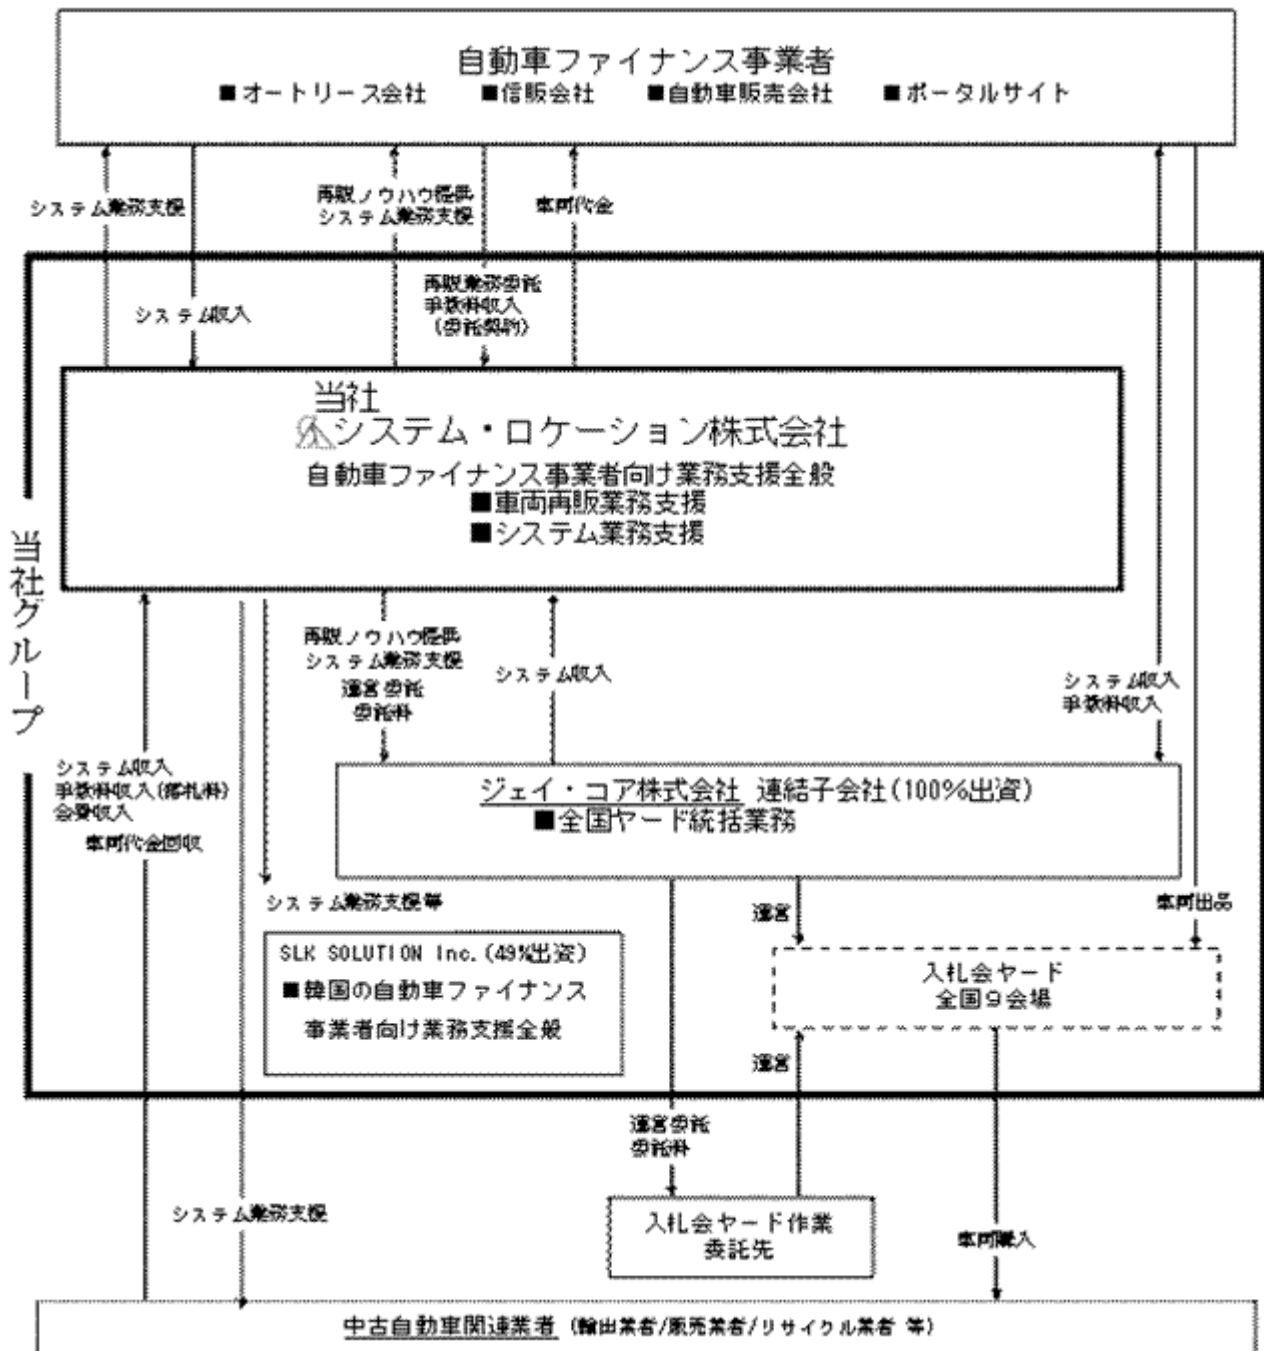 自動車ファイナンス事業者
■オートリース会社 ■信販会社 ■自動車販売会社 ■ポータルサイト
システム業務支援
再販ノウハウ提供
システム業務支援
車両代金
システム収入
再販業務委託
手数料収入
(委託契約)
当社
システム・ロケーション株式会社
自動車ファイナンス事業者向け業務支援全般
■車両再販業務支援
■システム業務支援
当社グループ
再販ノウハウ提供
システム業務支援
運営委託
委託料
システム収入
システム収入
手数料収入
システム収入
手数料収入(落札料)
会費収入
車両代金回収
ジェイ・コア株式会社 連結子会社(100%出資)
■全国ヤード統括業務
システム業務支援等
運営
車両出品
SLK SOLUTION Inc.(49%出資)
■韓国の自動車ファイナンス
事業者向け業務支援全般
入札会ヤード
全国9会場
運営
運営委託
委託料
システム業務支援
入札会ヤード作業
委託先
車両購入
中古自動車関連業者 (輸出業者/販売業者/リサイクル業者 等)